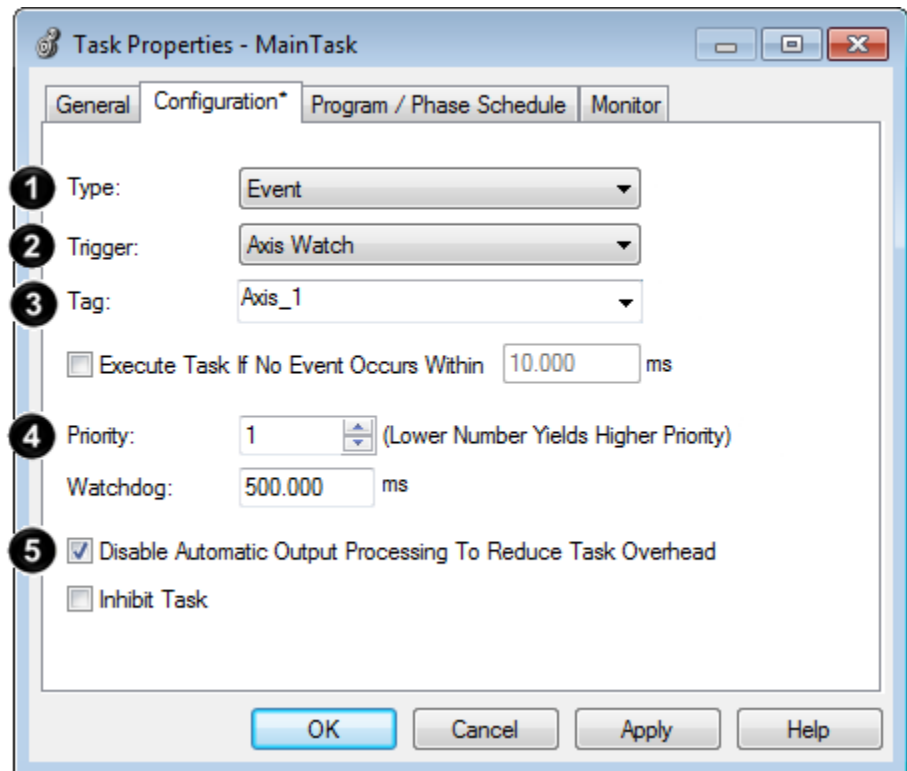 Task Properties - MainTask
General Configuration* Program / Phase Schedule Monitor
1 Type: Event
2 Trigger: Axis Watch
3 Tag: Axis_1
Execute Task If No Event Occurs Within 10.000 ms
4 Priority: 1 (Lower Number Yields Higher Priority)
Watchdog: 500.000 ms
5 Disable Automatic Output Processing To Reduce Task Overhead
Inhibit Task
OK Cancel Apply Help